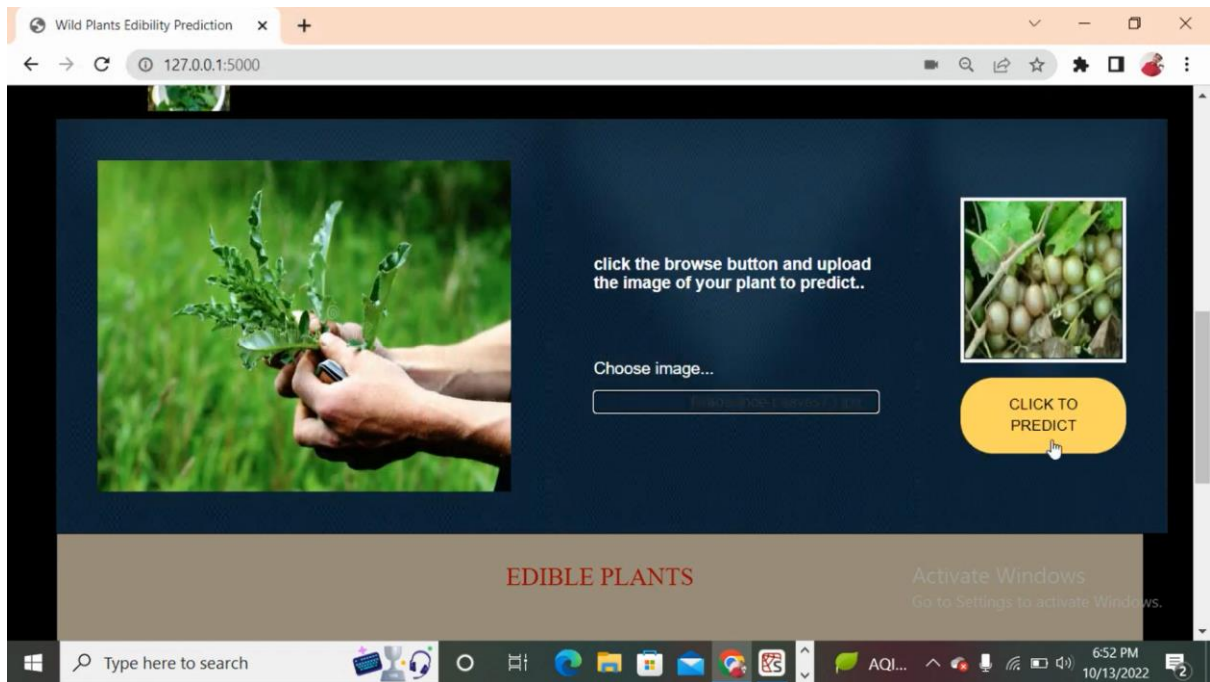 Wild Plants Edibility Prediction
127.0.0.1:5000
click the browse button and upload
the image of your plant to predict..
Choose image...
CLICK TO
PREDICT
EDIBLE PLANTS
Activate Windows
Go to Settings to activate Windows.
Type here to search
AQI...
6:52 PM
10/13/2022
2